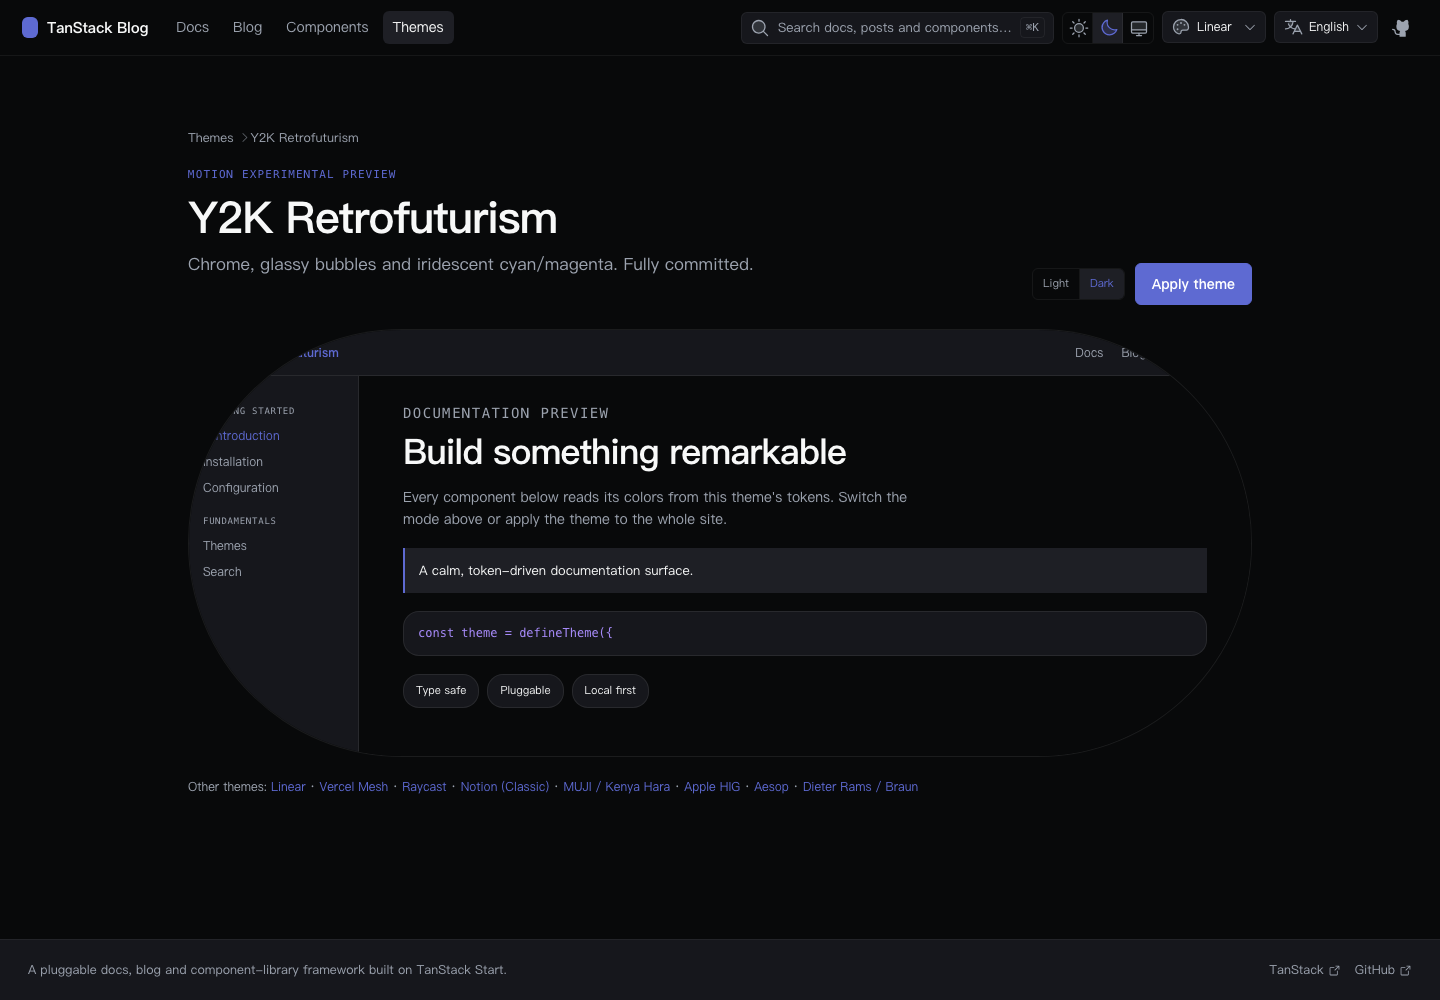 TanStack Blog
Docs
Blog
Components
Themes
Search docs, posts and components...
⌘K
Linear
English
Themes
Y2K Retrofuturism
MOTION EXPERIMENTAL PREVIEW
Y2K Retrofuturism
Chrome, glassy bubbles and iridescent cyan/magenta. Fully committed.
Light
Dark
Apply theme
Docs
STARTED
DOCUMENTATION PREVIEW
Introduction
Build something remarkable
Installation
Configuration
Every component below reads its colors from this theme's tokens. Switch the
mode above or apply the theme to the whole site.
FUNDAMENTALS
Themes
Search
A calm, token-driven documentation surface.
const theme = defineTheme({
Type safe
Pluggable
Local first
Other themes: Linear · Vercel Mesh · Raycast · Notion (Classic) · MUJI / Kenya Hara · Apple HIG · Aesop · Dieter Rams / Braun
A pluggable docs, blog and component-library framework built on TanStack Start.
TanStack
GitHub